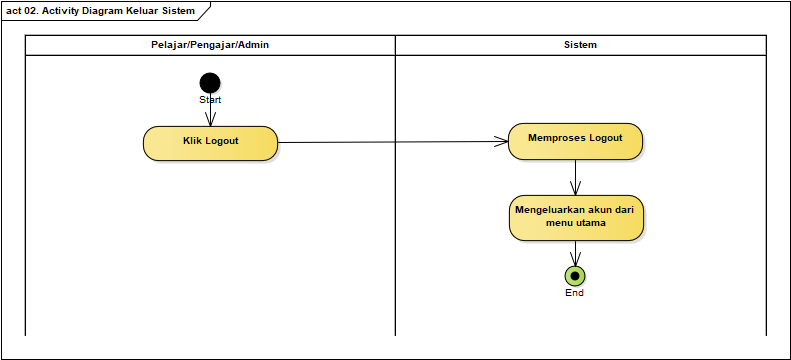 act 02. Activity Diagram Keluar Sistem
Pelajar/Pengajar/Admin
Sistem
Start
Klik Logout
Memproses Logout
Mengeluarkan akun dari
menu utama
End